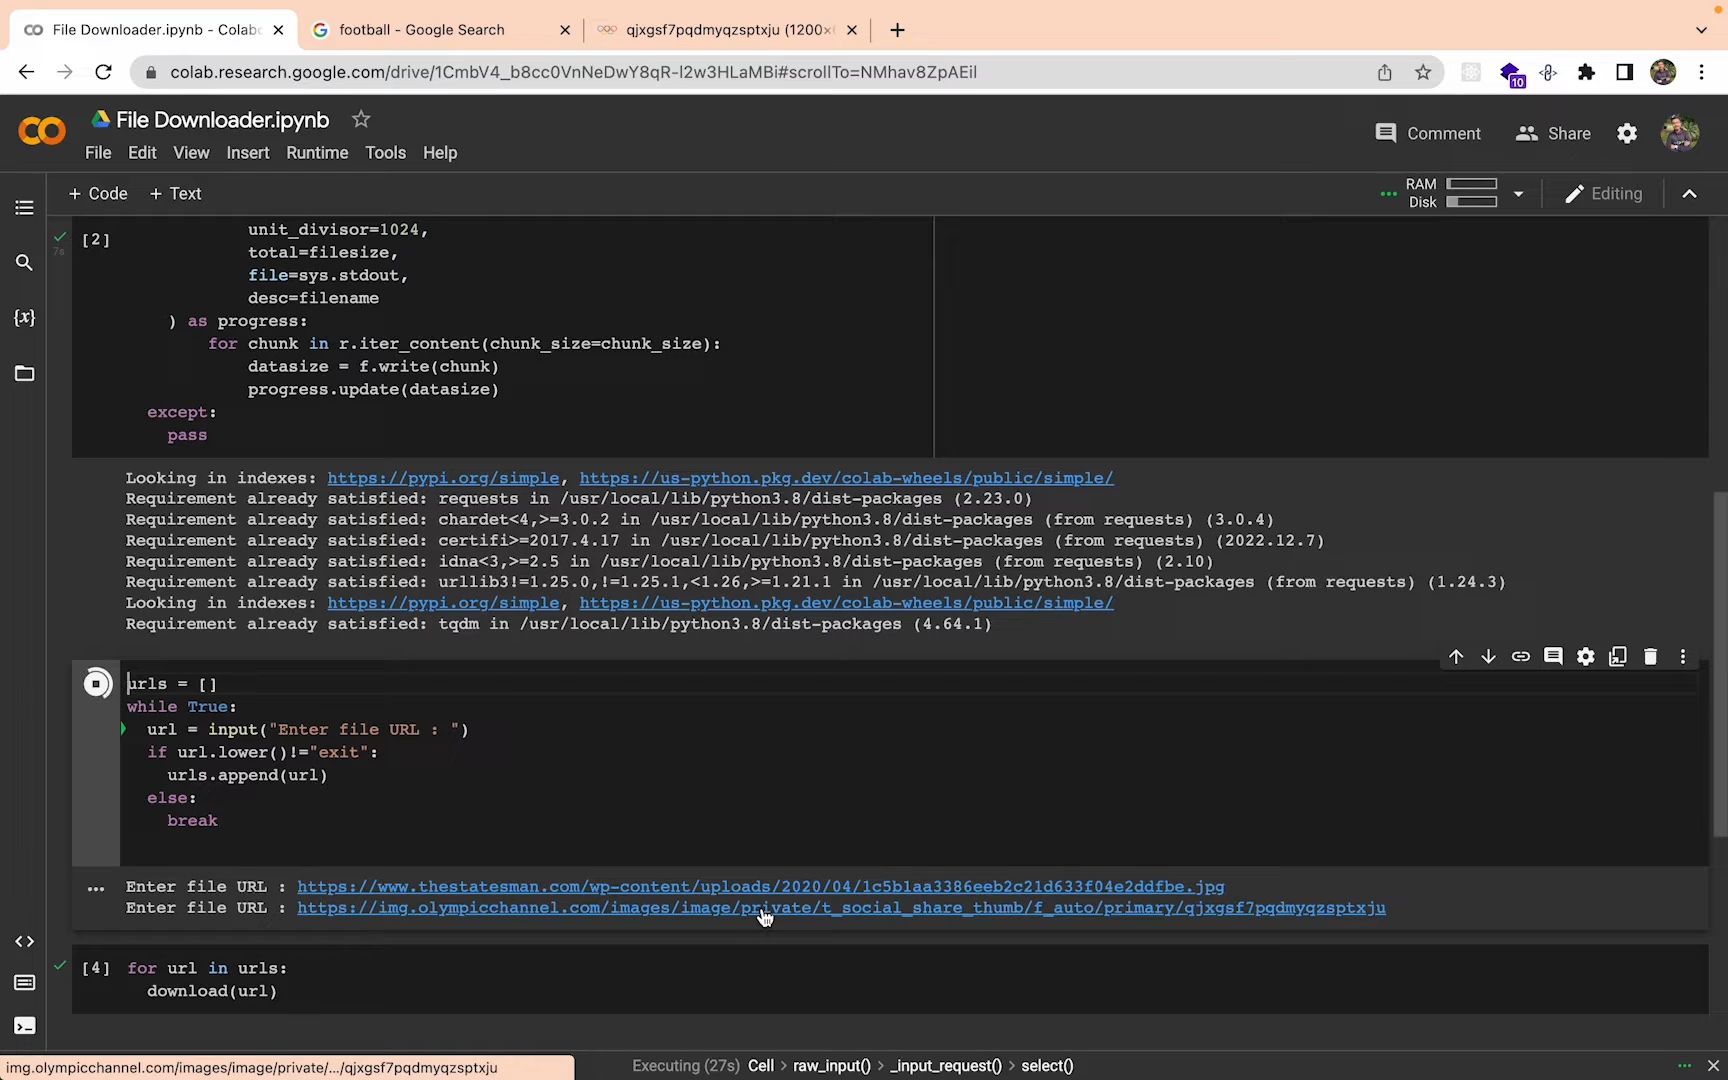 File Downloader.ipynb - Colab
football - Google Search
qjxgsf7pqdmyqzsptxju (1200×
colab.research.google.com/drive/1CmbV4_b8cc0VnNeDwY8qR-l2w3HLaMBi#scrollTo=NMhav8ZpAEil
10
File Downloader.ipynb
File Edit View Insert Runtime Tools Help
Comment Share
+ Code + Text
RAM
Disk
Editing
[2]
7s
unit_divisor=1024,
total=filesize,
file=sys.stdout,
desc=filename
) as progress:
for chunk in r.iter_content(chunk_size=chunk_size):
datasize = f.write(chunk)
progress.update(datasize)
except:
pass
Looking in indexes: https://pypi.org/simple, https://us-python.pkg.dev/colab-wheels/public/simple/
Requirement already satisfied: requests in /usr/local/lib/python3.8/dist-packages (2.23.0)
Requirement already satisfied: chardet<4,>=3.0.2 in /usr/local/lib/python3.8/dist-packages (from requests) (3.0.4)
Requirement already satisfied: certifi>=2017.4.17 in /usr/local/lib/python3.8/dist-packages (from requests) (2022.12.7)
Requirement already satisfied: idna<3,>=2.5 in /usr/local/lib/python3.8/dist-packages (from requests) (2.10)
Requirement already satisfied: urllib3!=1.25.0,!=1.25.1,<1.26,>=1.21.1 in /usr/local/lib/python3.8/dist-packages (from requests) (1.24.3)
Looking in indexes: https://pypi.org/simple, https://us-python.pkg.dev/colab-wheels/public/simple/
Requirement already satisfied: tqdm in /usr/local/lib/python3.8/dist-packages (4.64.1)
urls = []
while True:
url = input("Enter file URL : ")
if url.lower()!="exit":
urls.append(url)
else:
break
Enter file URL : https://www.thestatesman.com/wp-content/uploads/2020/04/1c5b1aa3386eeb2c21d633f04e2ddfbe.jpg
Enter file URL : https://img.olympicchannel.com/images/image/private/t_social_share_thumb/f_auto/primary/qjxgsf7pqdmyqzsptxju
[4] for url in urls:
download(url)
img.olympicchannel.com/images/image/private/.../qjxgsf7pqdmyqzsptxju
Executing (27s) Cell > raw_input() > _input_request() > select()